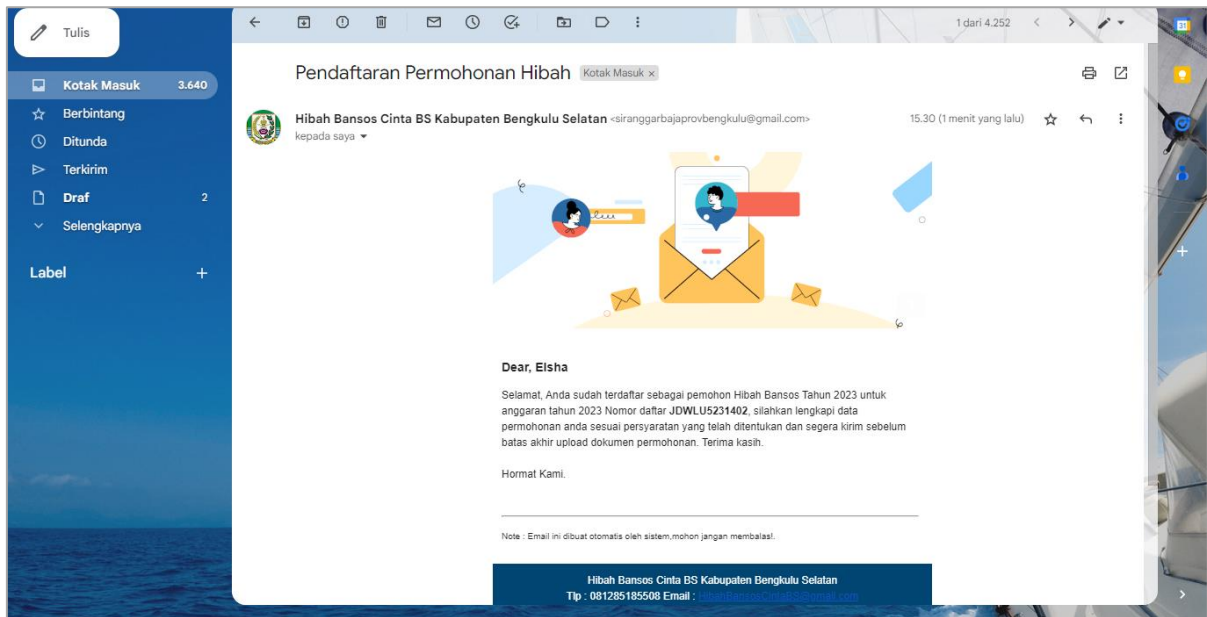 Tulis
Kotak Masuk 3.640
Berbintang
Ditunda
Terkirim
Draf 2
Selengkapnya
Label +
1 dari 4.252
31
Pendaftaran Permohonan Hibah Kotak Masuk ×
Hibah Bansos Cinta BS Kabupaten Bengkulu Selatan <siranggarbajaprovbengkulu@gmail.com> 15.30 (1 menit yang lalu)
kepada saya
Dear, Elsha
Selamat, Anda sudah terdaftar sebagai pemohon Hibah Bansos Tahun 2023 untuk
anggaran tahun 2023 Nomor daftar JDWLU5231402, silahkan lengkapi data
permohonan anda sesuai persyaratan yang telah ditentukan dan segera kirim sebelum
batas akhir upload dokumen permohonan. Terima kasih.
Hormat Kami.
Note : Email ini dibuat otomatis oleh sistem,mohon jangan membalas!.
Hibah Bansos Cinta BS Kabupaten Bengkulu Selatan
Tlp : 081285185508 Email : HibahBansosCintaBS@gmail.com